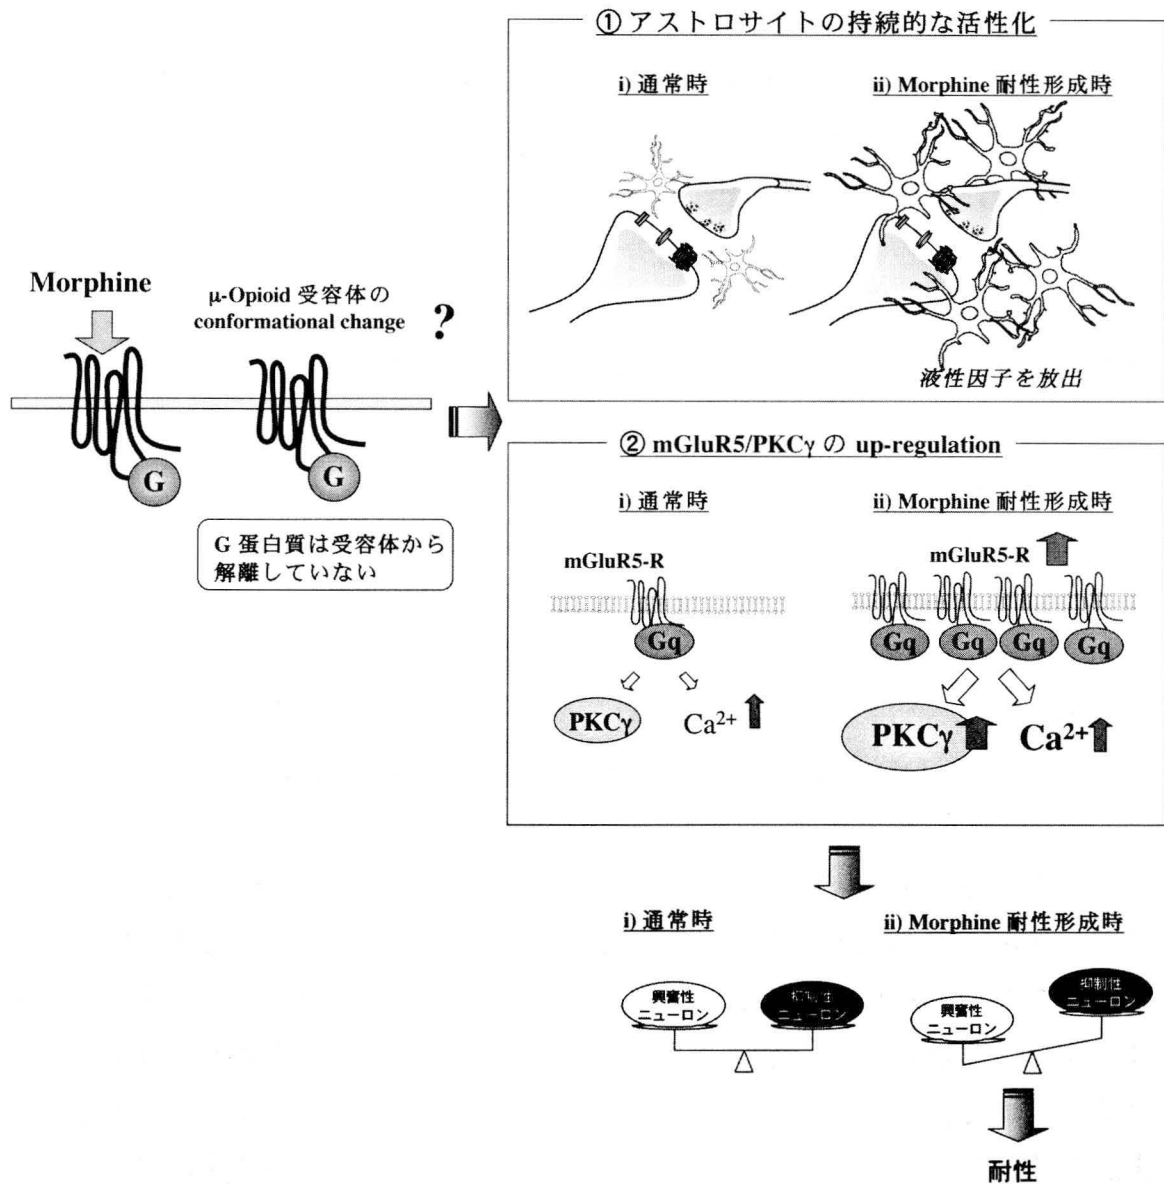 ① アストロサイトの持続的な活性化
i) 通常時
ii) Morphine 耐性形成時
液性因子を放出
Morphine
μ-Opioid 受容体の
conformational change
?
G
G
G 蛋白質は受容体から
解離していない
② mGluR5/PKCγ の up-regulation
i) 通常時
ii) Morphine 耐性形成時
mGluR5-R
Gq
PKCγ
Ca²⁺
mGluR5-R
Gq
Gq
Gq
Gq
PKCγ
Ca²⁺
i) 通常時
ii) Morphine 耐性形成時
興奮性
ニューロン
抑制性
ニューロン
興奮性
ニューロン
抑制性
ニューロン
耐性